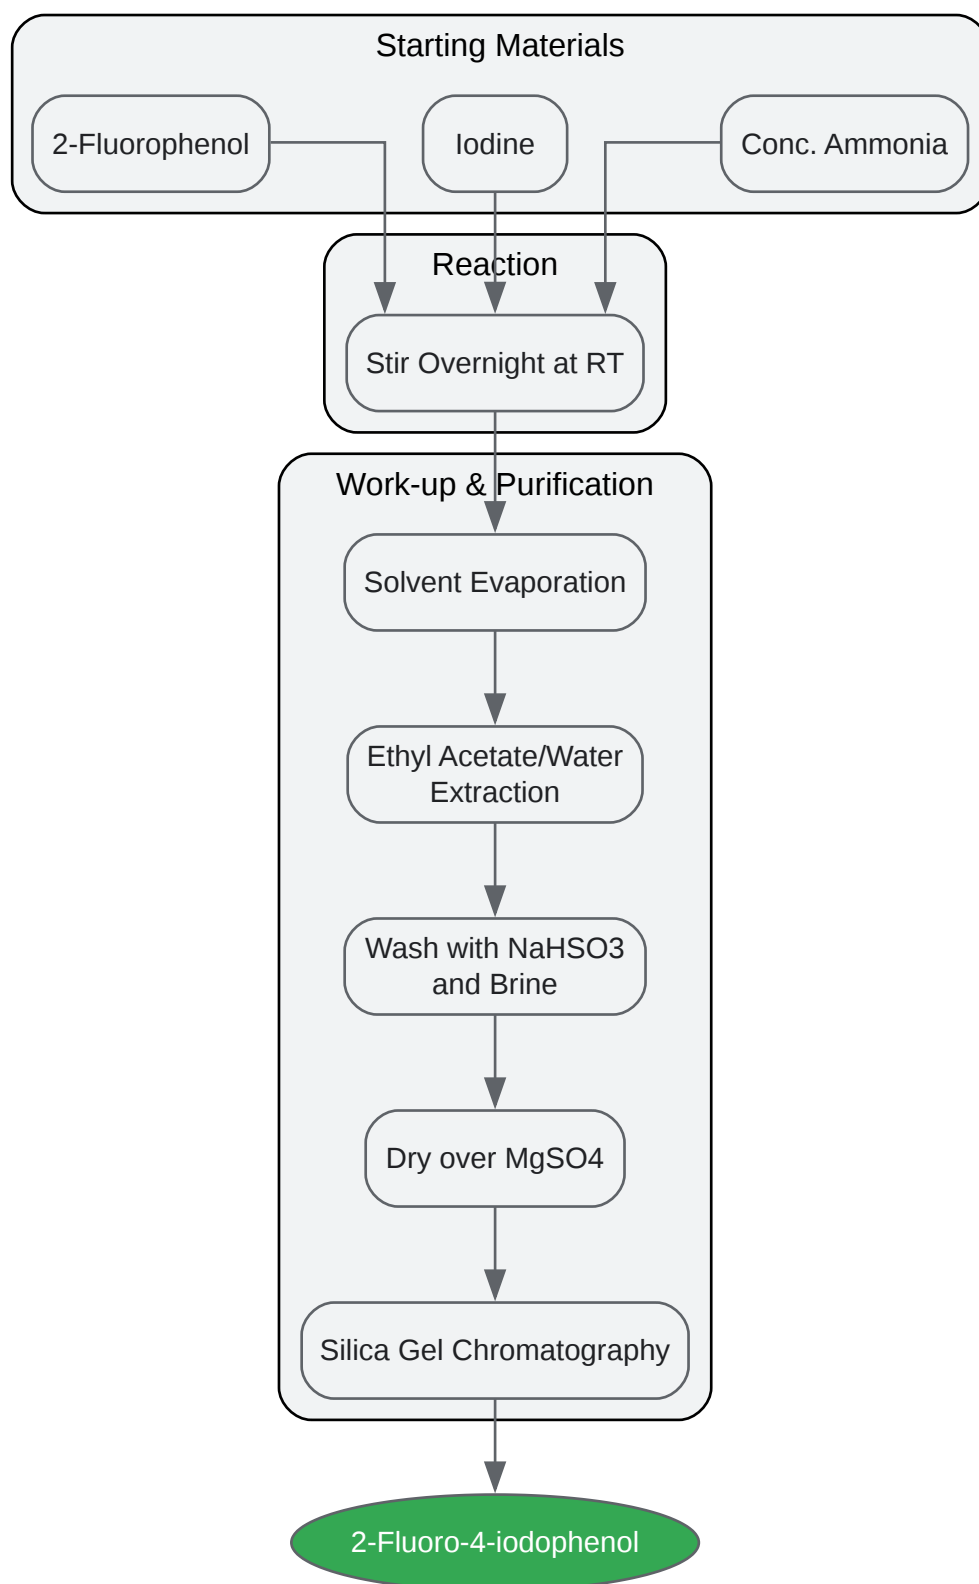 Starting Materials
2-Fluorophenol
Iodine
Conc. Ammonia
Reaction
Stir Overnight at RT
Work-up & Purification
Solvent Evaporation
Ethyl Acetate/Water
Extraction
Wash with NaHSO3
and Brine
Dry over MgSO4
Silica Gel Chromatography
2-Fluoro-4-iodophenol